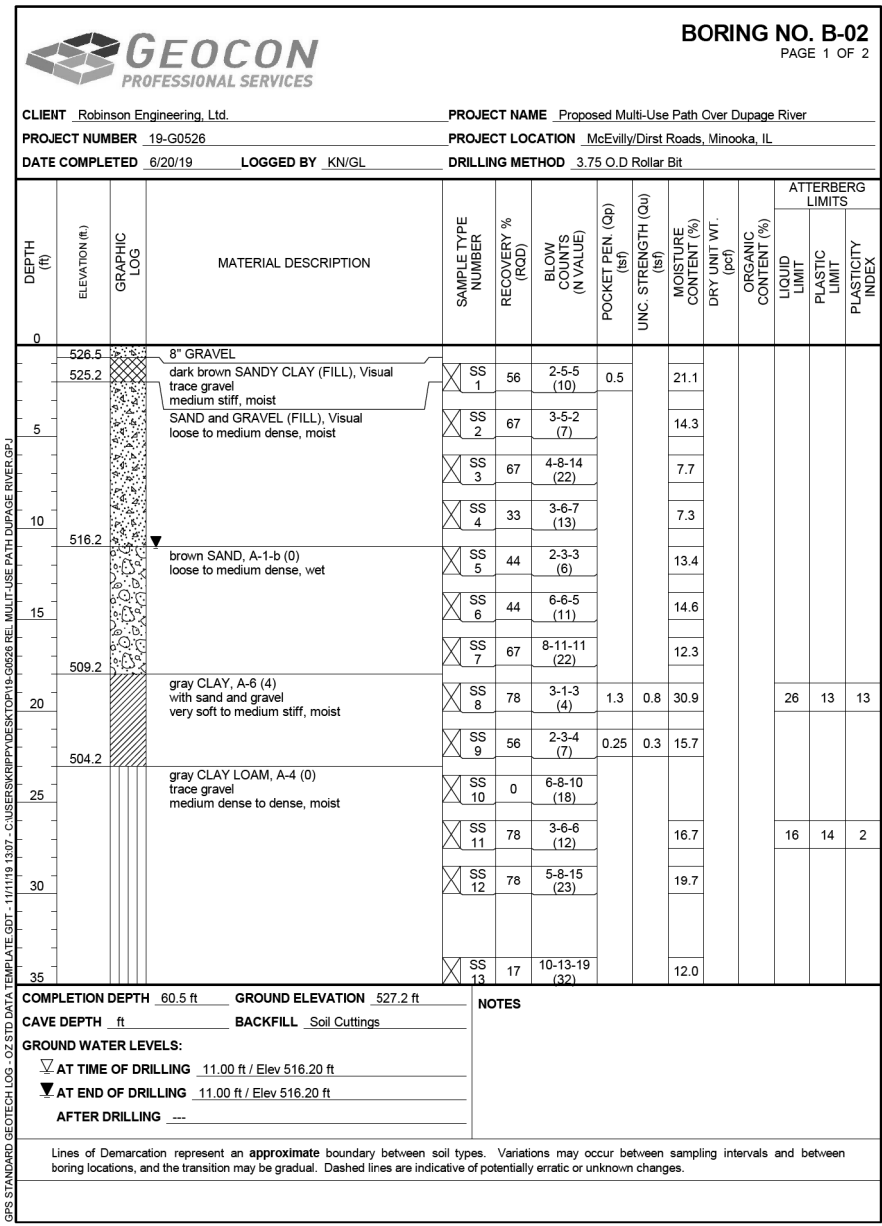 GEOCON
PROFESSIONAL SERVICES
BORING NO. B-02
PAGE 1 OF 2
CLIENT Robinson Engineering, Ltd.
PROJECT NAME Proposed Multi-Use Path Over Dupage River
PROJECT NUMBER 19-G0526
PROJECT LOCATION McEvilly/Dirst Roads, Minooka, IL
DATE COMPLETED 6/20/19 LOGGED BY KN/GL
DRILLING METHOD 3.75 O.D Rollar Bit
DEPTH (ft)
ELEVATION (ft.)
GRAPHIC LOG
MATERIAL DESCRIPTION
SAMPLE TYPE NUMBER
RECOVERY % (RQD)
BLOW COUNTS (N VALUE)
POCKET PEN. (Qp) (tsf)
UNC. STRENGTH (Qu) (tsf)
MOISTURE CONTENT (%)
DRY UNIT WT. (pcf)
ORGANIC CONTENT (%)
ATTERBERG LIMITS
LIQUID LIMIT
PLASTIC LIMIT
PLASTICITY INDEX
0
526.5 8" GRAVEL
525.2 dark brown SANDY CLAY (FILL), Visual
trace gravel
medium stiff, moist
SS 1 56 2-5-5 (10) 0.5 21.1
SAND and GRAVEL (FILL), Visual
loose to medium dense, moist
5
SS 2 67 3-5-2 (7) 14.3
SS 3 67 4-8-14 (22) 7.7
10
SS 4 33 3-6-7 (13) 7.3
516.2
brown SAND, A-1-b (0)
loose to medium dense, wet
SS 5 44 2-3-3 (6) 13.4
15
SS 6 44 6-6-5 (11) 14.6
SS 7 67 8-11-11 (22) 12.3
509.2
gray CLAY, A-6 (4)
with sand and gravel
very soft to medium stiff, moist
20
SS 8 78 3-1-3 (4) 1.3 0.8 30.9 26 13 13
SS 9 56 2-3-4 (7) 0.25 0.3 15.7
504.2
gray CLAY LOAM, A-4 (0)
trace gravel
medium dense to dense, moist
25
SS 10 0 6-8-10 (18)
SS 11 78 3-6-6 (12) 16.7 16 14 2
30
SS 12 78 5-8-15 (23) 19.7
35
SS 13 17 10-13-19 (32) 12.0
COMPLETION DEPTH 60.5 ft GROUND ELEVATION 527.2 ft
CAVE DEPTH ft BACKFILL Soil Cuttings
GROUND WATER LEVELS:
AT TIME OF DRILLING 11.00 ft / Elev 516.20 ft
AT END OF DRILLING 11.00 ft / Elev 516.20 ft
AFTER DRILLING ---
NOTES
Lines of Demarcation represent an approximate boundary between soil types. Variations may occur between sampling intervals and between
boring locations, and the transition may be gradual. Dashed lines are indicative of potentially erratic or unknown changes.
GPS STANDARD GEOTECH LOG - OZ STD DATA TEMPLATE.GDT - 11/11/19 13:07 - C:\USERS\KRIPPY\DESKTOP\19-G0526 REL MULIT-USE PATH DUPAGE RIVER.GPJ